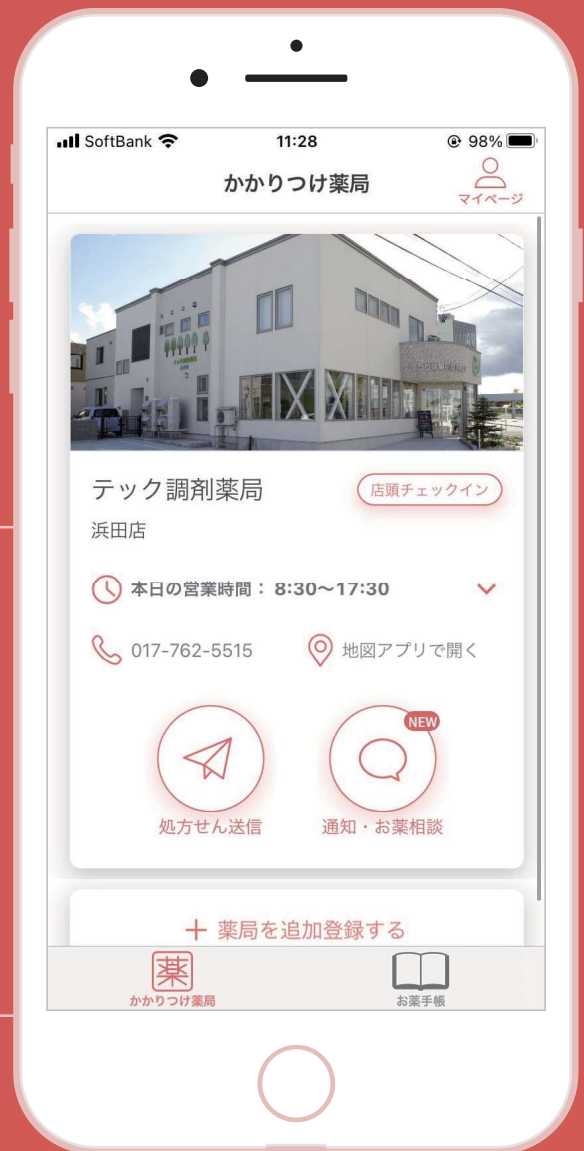 SoftBank 11:28 98%
かかりつけ薬局
マイページ
テック調剤薬局
店頭チェックイン
浜田店
本日の営業時間： 8:30～17:30
017-762-5515
地図アプリで開く
NEW
処方せん送信
通知・お薬相談
＋ 薬局を追加登録する
薬
かかりつけ薬局
お薬手帳